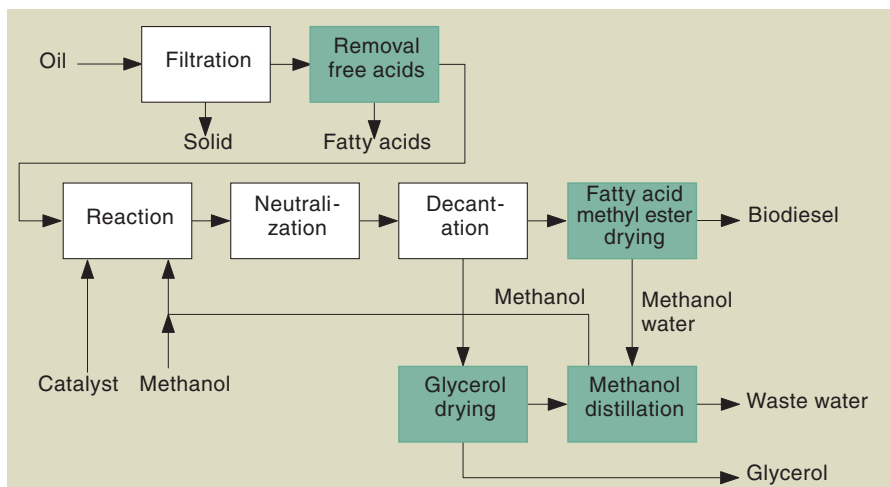 Oil
Filtration
Removal
free acids
Solid
Fatty acids
Reaction
Neutrali-
zation
Decant-
ation
Fatty acid
methyl ester
drying
Biodiesel
Methanol
Methanol
water
Catalyst
Methanol
Glycerol
drying
Methanol
distillation
Waste water
Glycerol